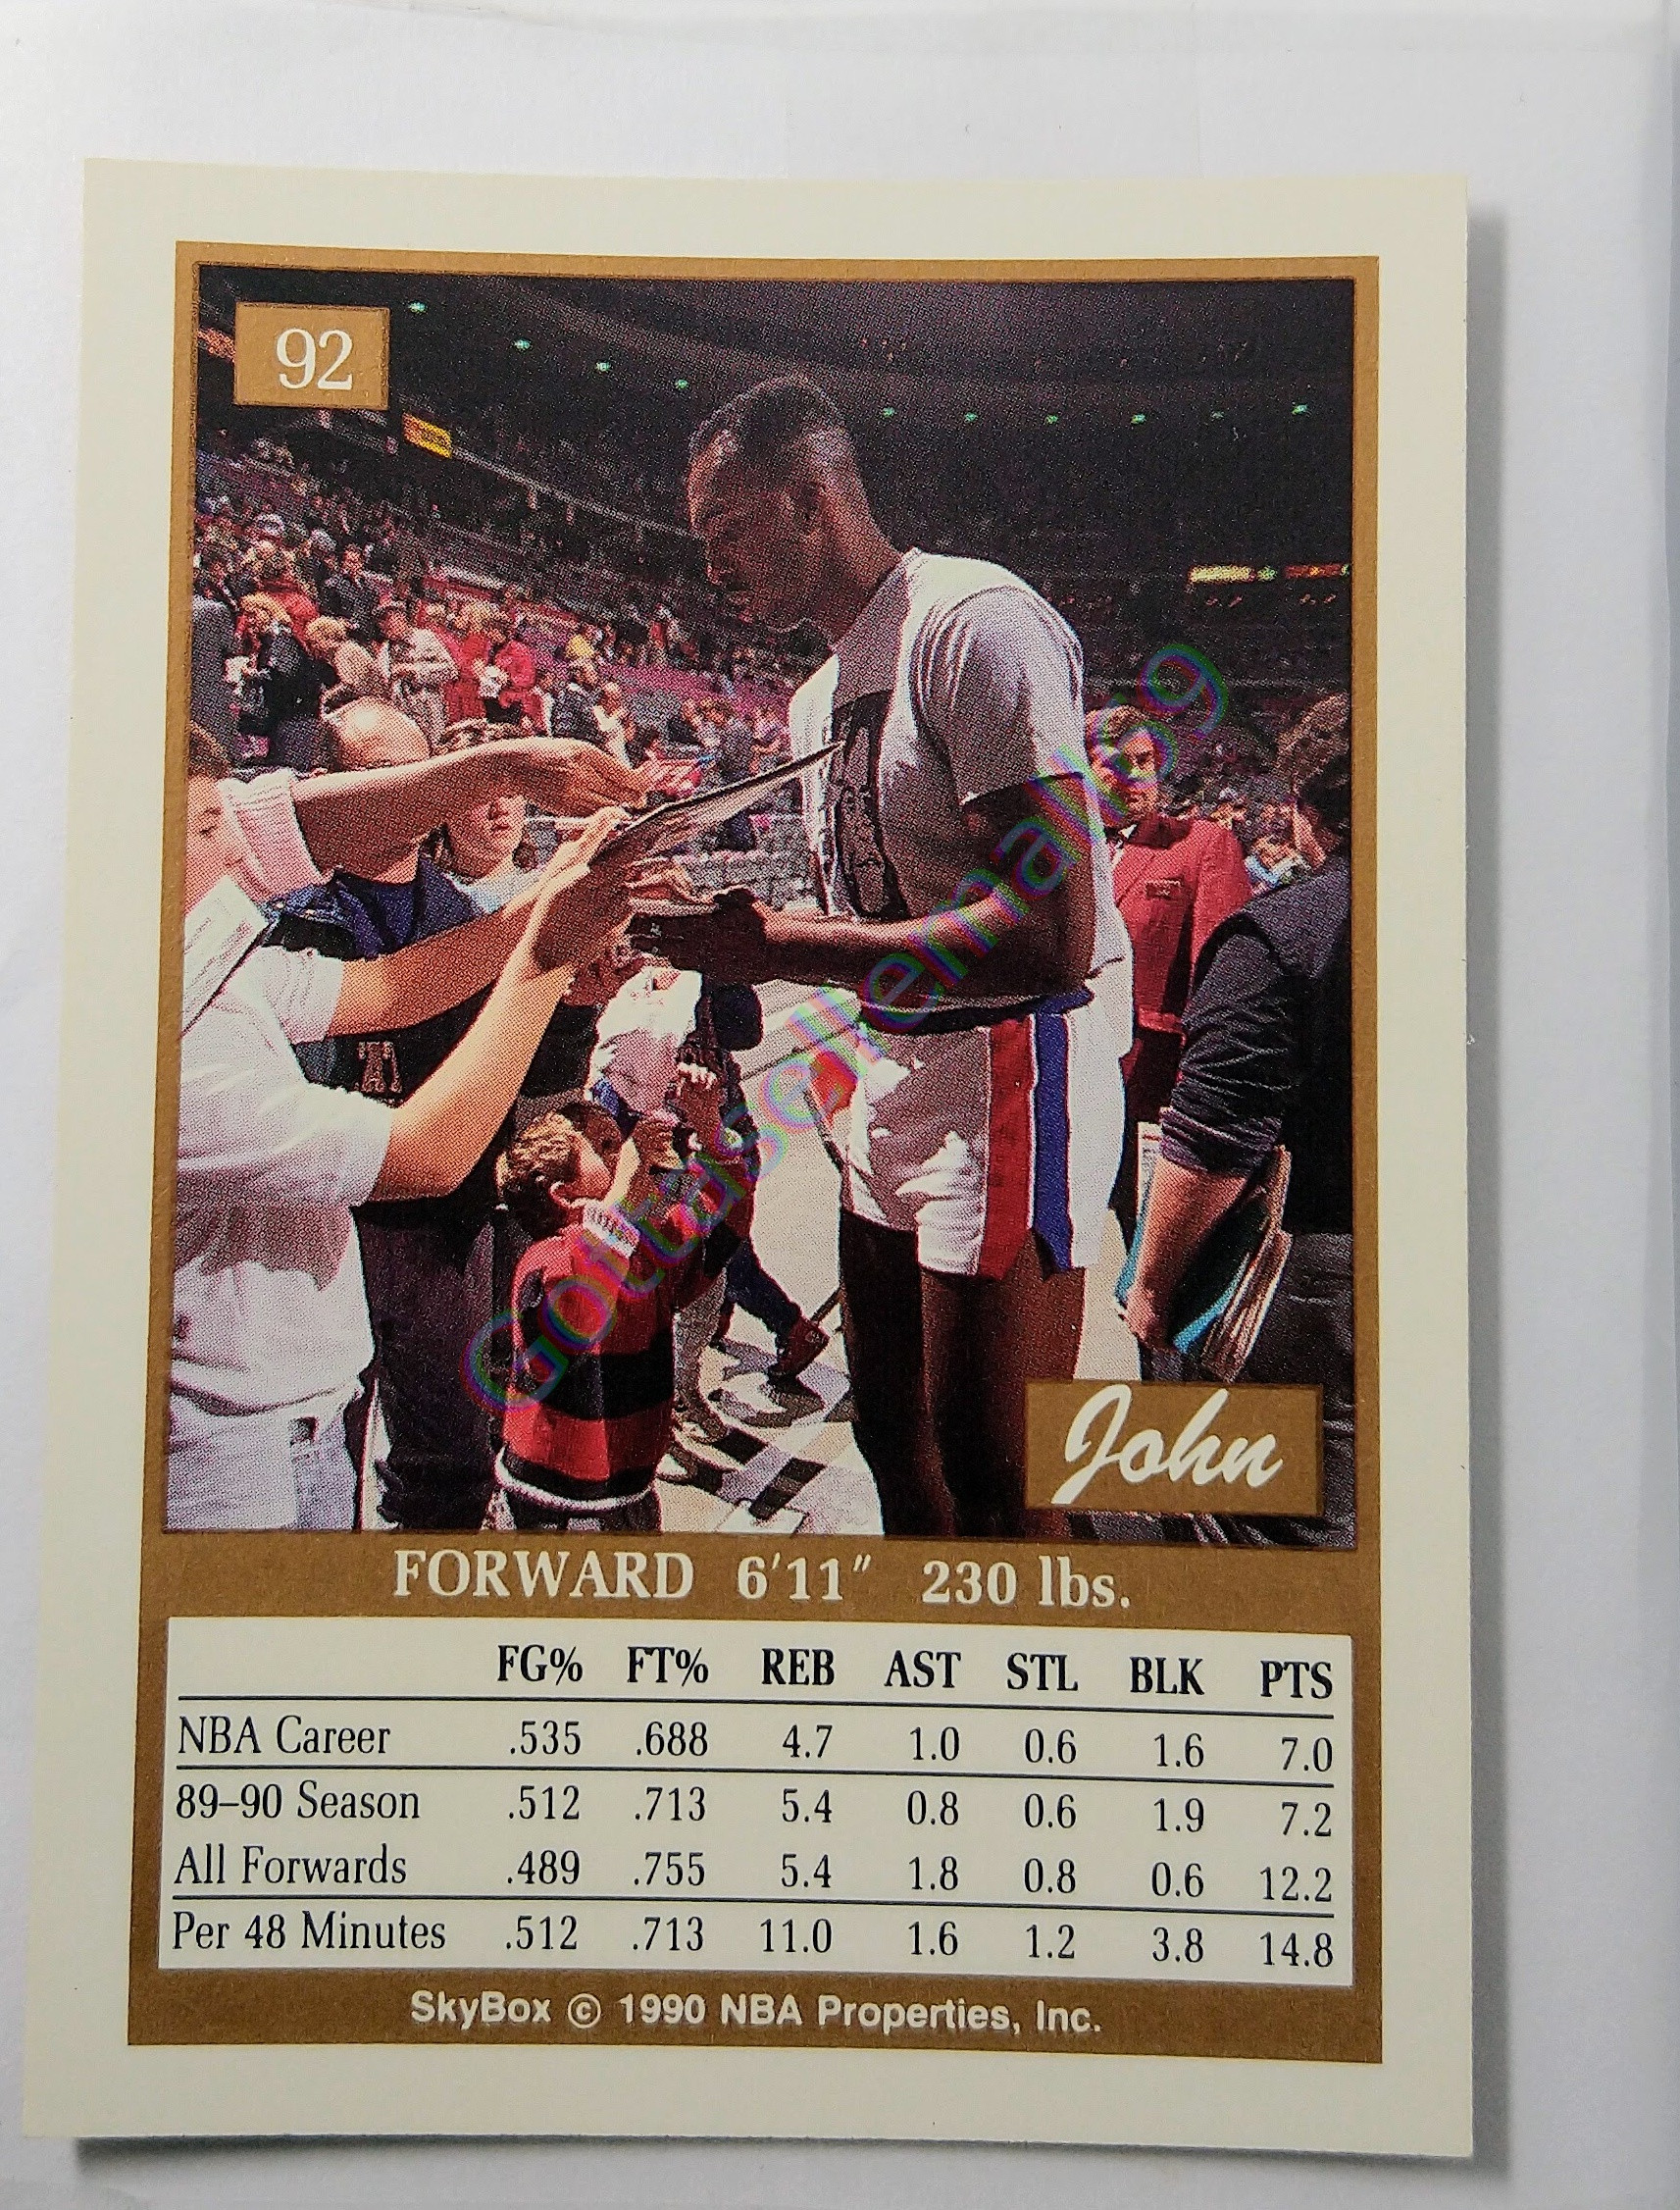 92
Gottasellemall69
John
FORWARD 6'11" 230 lbs.
FG% FT% REB AST STL BLK PTS
NBA Career .535 .688 4.7 1.0 0.6 1.6 7.0
89–90 Season .512 .713 5.4 0.8 0.6 1.9 7.2
All Forwards .489 .755 5.4 1.8 0.8 0.6 12.2
Per 48 Minutes .512 .713 11.0 1.6 1.2 3.8 14.8
SkyBox © 1990 NBA Properties, Inc.